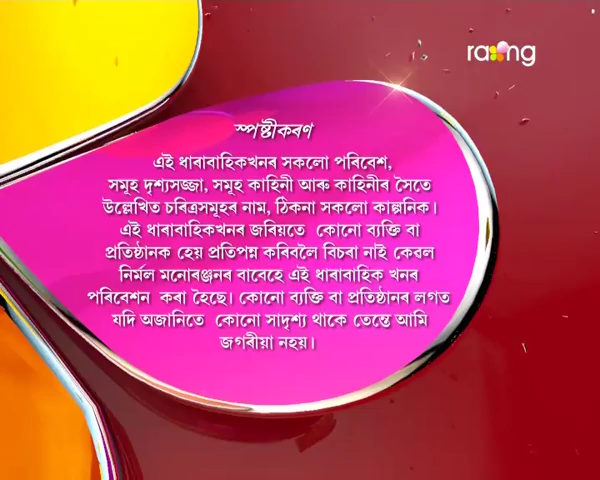 rang
স্পষ্টীকৰণ
এই ধাৰাবাহিকখনৰ সকলো পৰিবেশ,
সমূহ দৃশ্যসজ্জা, সমূহ কাহিনী আৰু কাহিনীৰ সৈতে
উল্লেখিত চৰিত্ৰসমূহৰ নাম, ঠিকনা সকলো কাল্পনিক।
এই ধাৰাবাহিকখনৰ জৰিয়তে কোনো ব্যক্তি বা
প্ৰতিষ্ঠানক হেয় প্ৰতিপন্ন কৰিবলৈ বিচৰা নাই কেৱল
নিৰ্মল মনোৰঞ্জনৰ বাবেহে এই ধাৰাবাহিক খনৰ
পৰিবেশন কৰা হৈছে। কোনো ব্যক্তি বা প্ৰতিষ্ঠানৰ লগত
যদি অজানিতে কোনো সাদৃশ্য থাকে তেন্তে আমি
জগৰীয়া নহয়।